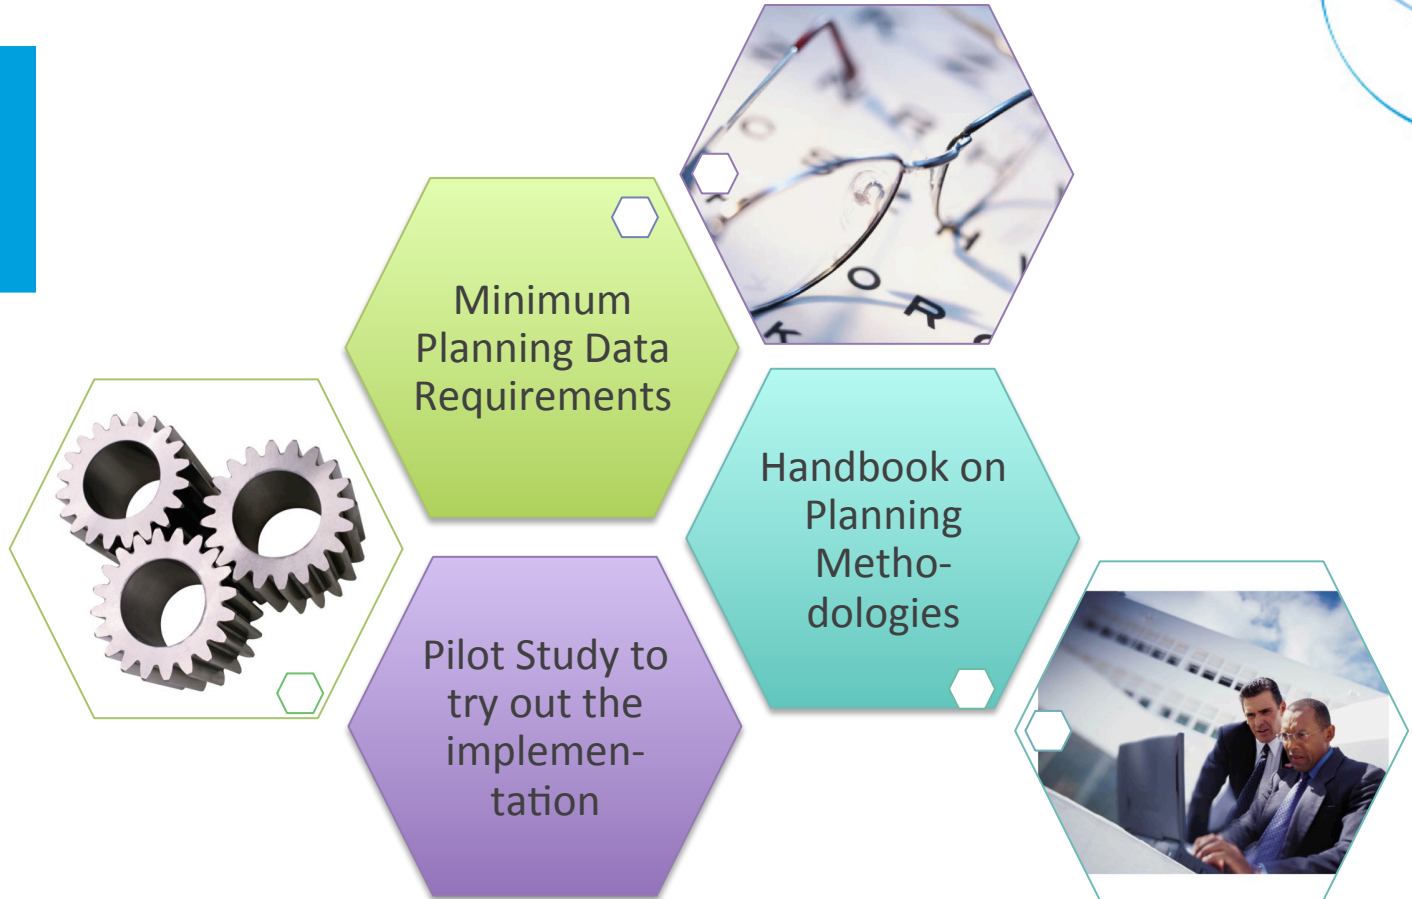 Minimum
Planning Data
Requirements
Handbook on
Planning
Metho-
dologies
Pilot Study to
try out the
implemen-
tation
O R
K